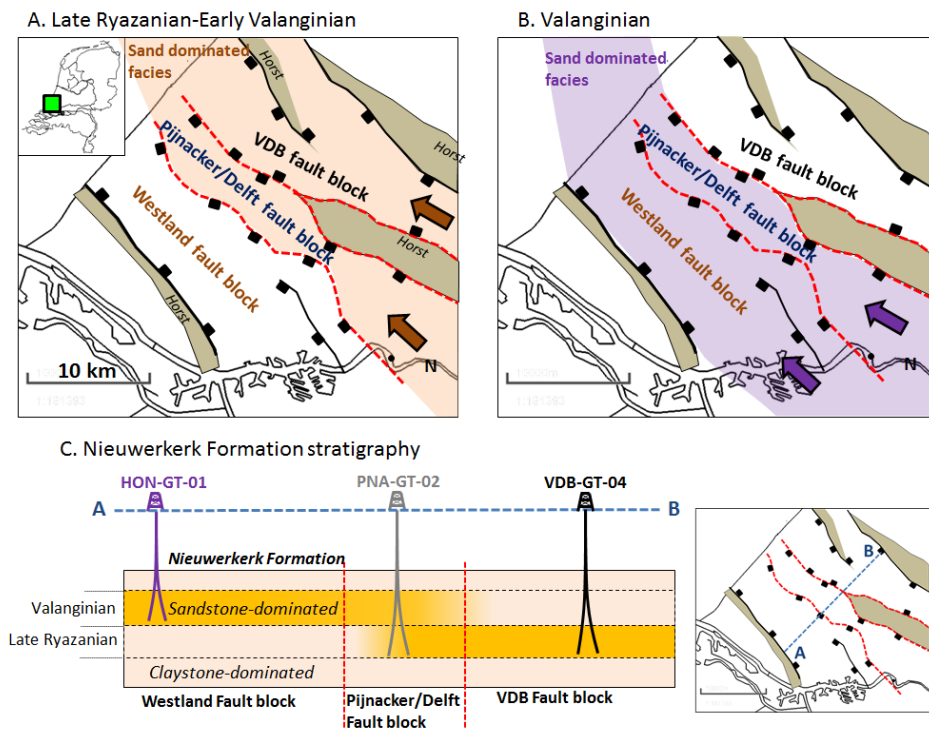 A. Late Ryazanian-Early Valanginian
Sand dominated
facies
Horst
VDB fault block
Pijnacker/Delft fault block
Westland fault block
Horst
Horst
Horst
10 km
N
B. Valanginian
Sand dominated
facies
VDB fault block
Pijnacker/Delft fault block
Westland fault block
N
C. Nieuwerkerk Formation stratigraphy
HON-GT-01
PNA-GT-02
VDB-GT-04
A
B
Nieuwerkerk Formation
Valanginian
Sandstone-dominated
Late Ryazanian
Claystone-dominated
Westland Fault block
Pijnacker/Delft
Fault block
VDB Fault block
B
A